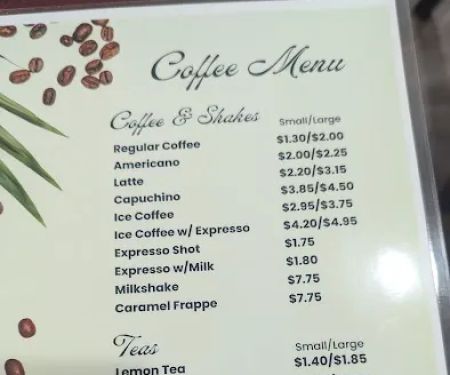 Coffee Menu
Coffee & Shakes Small/Large
Regular Coffee $1.30/$2.00
Americano $2.00/$2.25
Latte $2.20/$3.15
Capuchino $3.85/$4.50
Ice Coffee $2.95/$3.75
Ice Coffee w/ Expresso $4.20/$4.95
Expresso Shot $1.75
Expresso w/Milk $1.80
Milkshake $7.75
Caramel Frappe $7.75
Teas Small/Large
Lemon Tea $1.40/$1.85